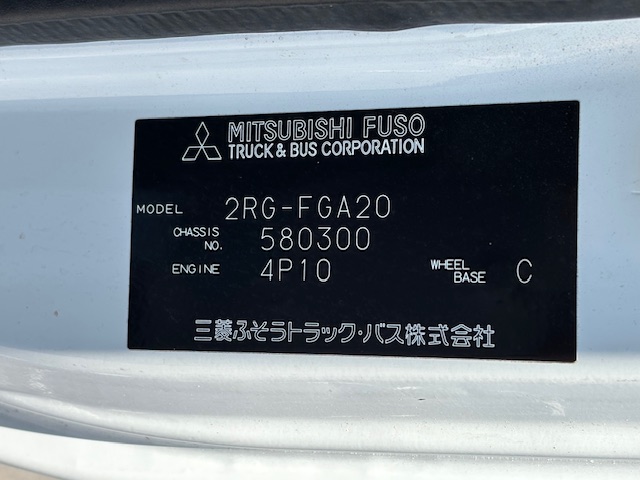 MITSUBISHI FUSO
TRUCK & BUS CORPORATION
MODEL 2RG-FGA20
CHASSIS NO. 580300
ENGINE 4P10 WHEEL BASE C
三菱ふそうトラック・バス株式会社